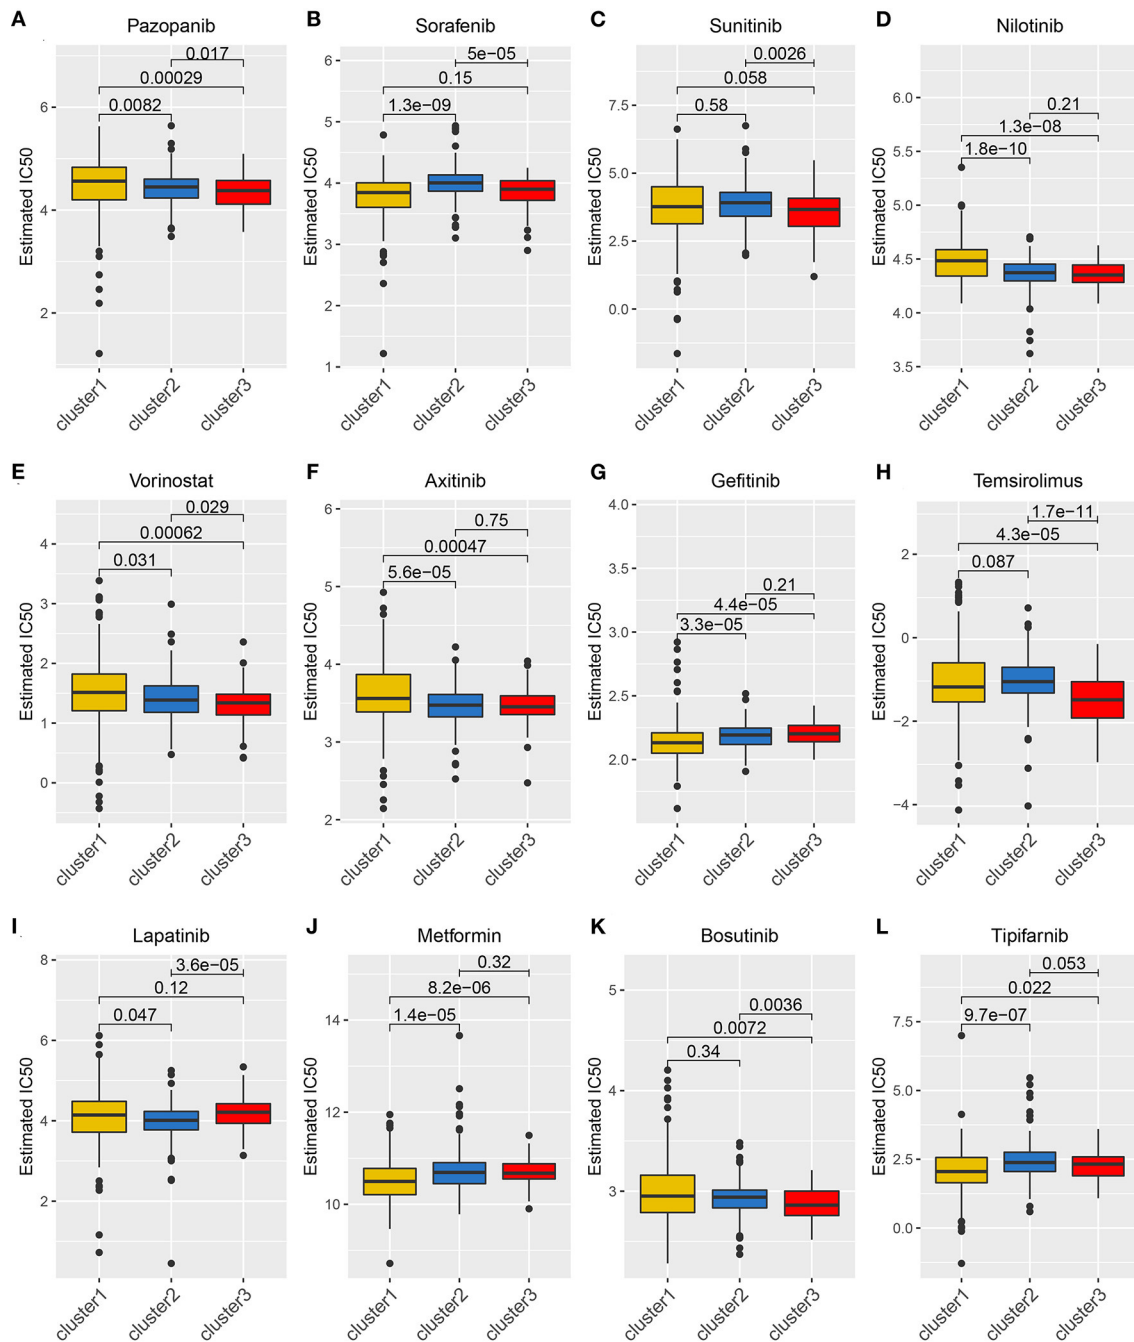 A
Pazopanib
Estimated IC50
0.017
0.00029
0.0082
6
4
2
cluster1
cluster2
cluster3
B
Sorafenib
Estimated IC50
5e−05
0.15
1.3e−09
6
5
4
3
2
1
cluster1
cluster2
cluster3
C
Sunitinib
Estimated IC50
0.0026
0.058
0.58
7.5
5.0
2.5
0.0
cluster1
cluster2
cluster3
D
Nilotinib
Estimated IC50
0.21
1.3e−08
1.8e−10
6.0
5.5
5.0
4.5
4.0
3.5
cluster1
cluster2
cluster3
E
Vorinostat
Estimated IC50
0.029
0.00062
0.031
4
3
2
1
0
cluster1
cluster2
cluster3
F
Axitinib
Estimated IC50
0.75
0.00047
5.6e−05
6
5
4
3
2
cluster1
cluster2
cluster3
G
Gefitinib
Estimated IC50
0.21
4.4e−05
3.3e−05
4.0
3.5
3.0
2.5
2.0
cluster1
cluster2
cluster3
H
Temsirolimus
Estimated IC50
1.7e−11
4.3e−05
0.087
2
0
−2
−4
cluster1
cluster2
cluster3
I
Lapatinib
Estimated IC50
3.6e−05
0.12
0.047
8
6
4
2
cluster1
cluster2
cluster3
J
Metformin
Estimated IC50
0.32
8.2e−06
1.4e−05
14
12
10
cluster1
cluster2
cluster3
K
Bosutinib
Estimated IC50
0.0036
0.0072
0.34
5
4
3
cluster1
cluster2
cluster3
L
Tipifarnib
Estimated IC50
0.053
0.022
9.7e−07
7.5
5.0
2.5
0.0
cluster1
cluster2
cluster3